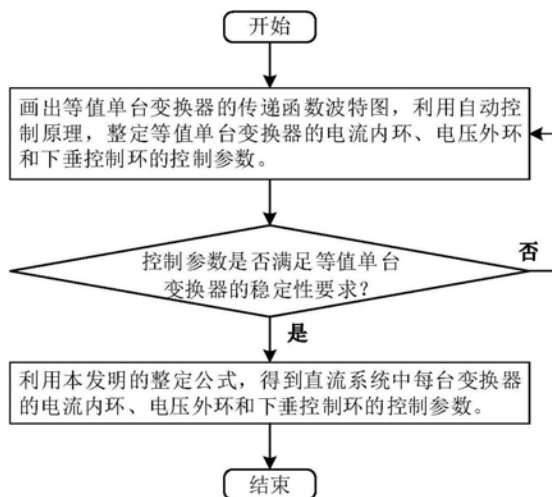 开始
画出等值单台变换器的传递函数波特图，利用自动控
制原理，整定等值单台变换器的电流内环、电压外环
和下垂控制环的控制参数。
控制参数是否满足等值单台
变换器的稳定性要求？
否
是
利用本发明的整定公式，得到直流系统中每台变换器
的电流内环、电压外环和下垂控制环的控制参数。
结束